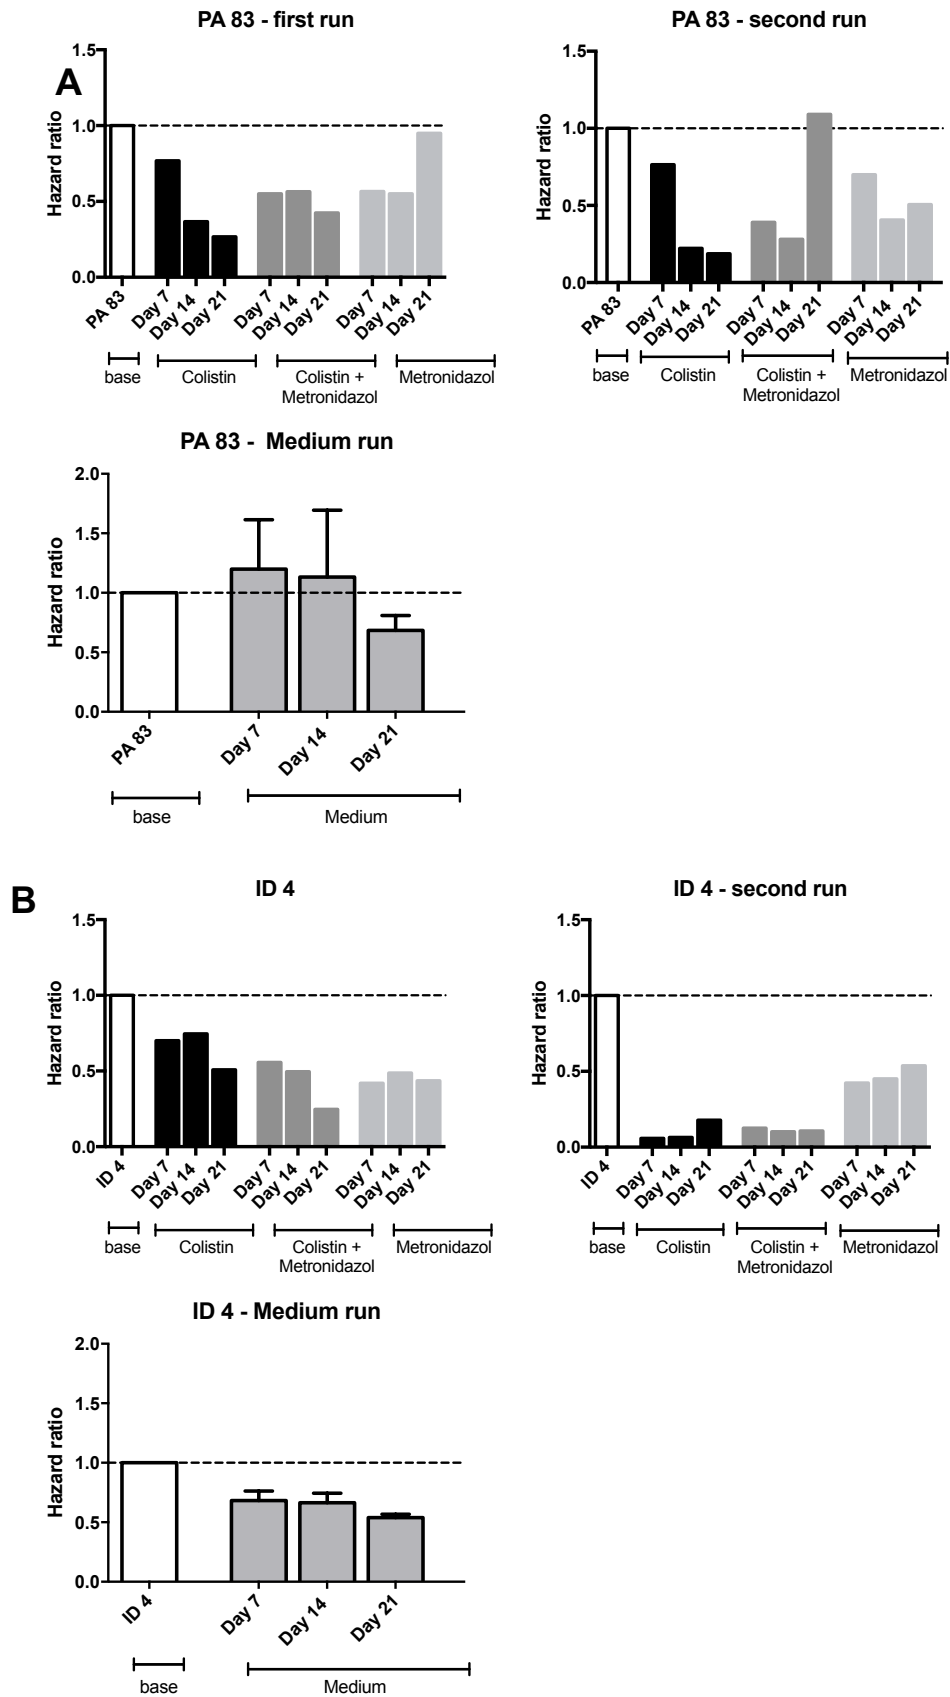 PA 83 - first run
A
Hazard ratio
1.5
1.0
0.5
0.0
PA 83
Day 7
Day 14
Day 21
Day 7
Day 14
Day 21
Day 7
Day 14
Day 21
base
Colistin
Colistin +
Metronidazol
Metronidazol
PA 83 - second run
Hazard ratio
1.5
1.0
0.5
0.0
PA 83
Day 7
Day 14
Day 21
Day 7
Day 14
Day 21
Day 7
Day 14
Day 21
base
Colistin
Colistin +
Metronidazol
Metronidazol
PA 83 - Medium run
Hazard ratio
2.0
1.5
1.0
0.5
0.0
PA 83
Day 7
Day 14
Day 21
base
Medium
B
ID 4
Hazard ratio
1.5
1.0
0.5
0.0
ID 4
Day 7
Day 14
Day 21
Day 7
Day 14
Day 21
Day 7
Day 14
Day 21
base
Colistin
Colistin +
Metronidazol
Metronidazol
ID 4 - second run
Hazard ratio
1.5
1.0
0.5
0.0
ID 4
Day 7
Day 14
Day 21
Day 7
Day 14
Day 21
Day 7
Day 14
Day 21
base
Colistin
Colistin +
Metronidazol
Metronidazol
ID 4 - Medium run
Hazard ratio
2.0
1.5
1.0
0.5
0.0
ID 4
Day 7
Day 14
Day 21
base
Medium